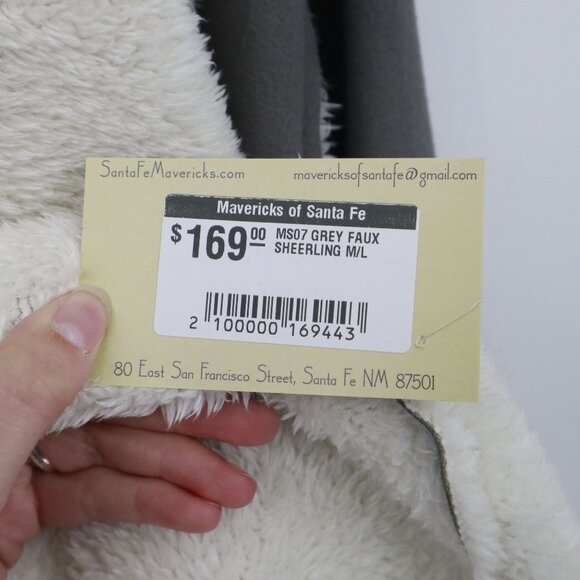 SantaFeMavericks.com
mavericksofsantafe@gmail.com
Mavericks of Santa Fe
$169.00
MS07 GREY FAUX
SHEERLING M/L
2 100000 169443
80 East San Francisco Street, Santa Fe NM 87501